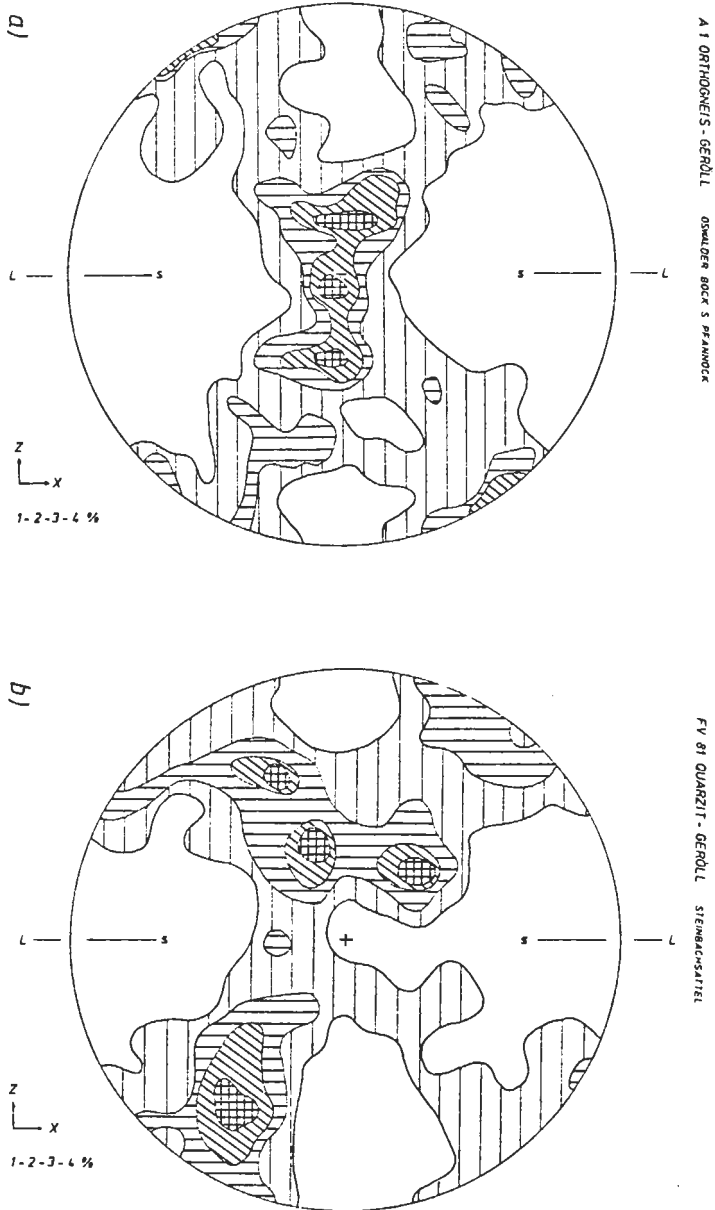 a)
A 1 ORTHOGNEIS - GERÖLL OSWALDER BOCK S PFANNOCK
L s s L
Z
X
1-2-3-4 %
b)
FV 81 QUARZIT - GERÖLL STEINBACHSATTEL
L s s L
Z
X
1-2-3-4 %